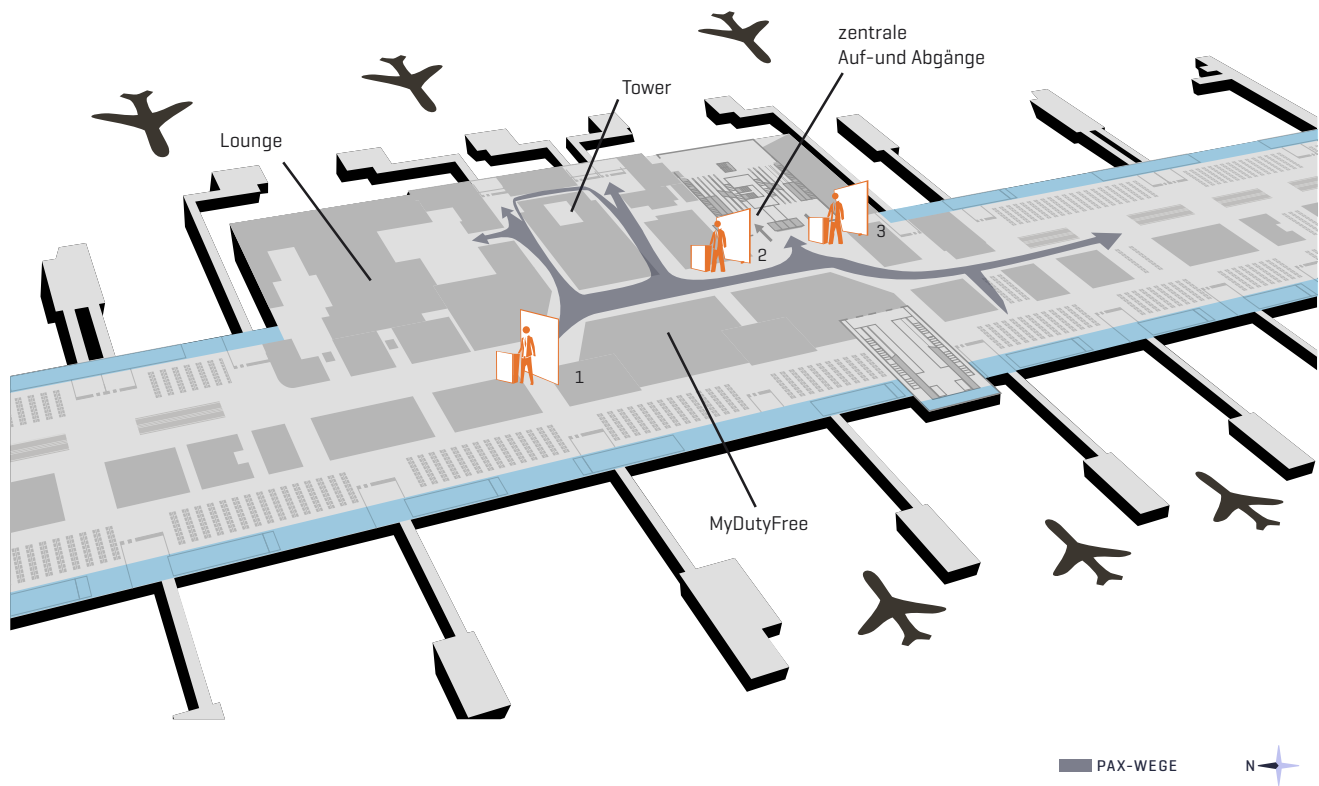 zentrale
Auf-und Abgänge
Tower
Lounge
3
2
1
MyDutyFree
PAX-WEGE
N